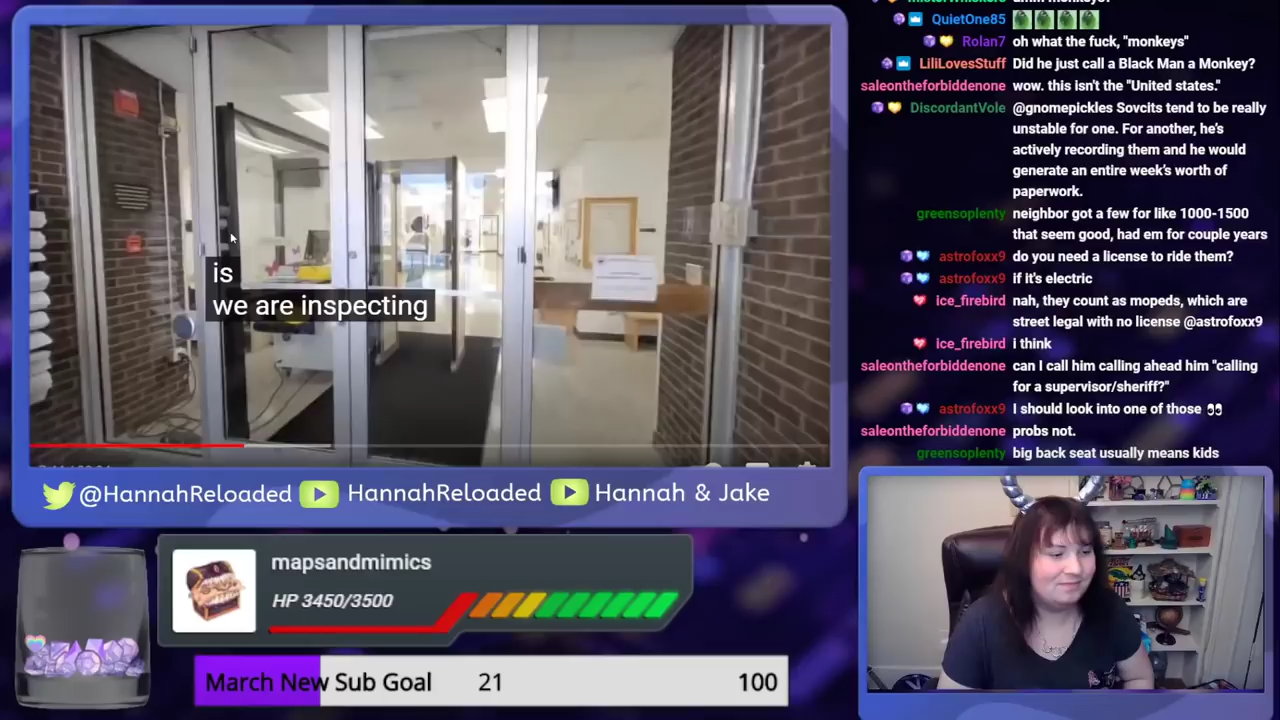 is
we are inspecting
@HannahReloaded
HannahReloaded
Hannah & Jake
mapsandmimics
HP 3450/3500
March New Sub Goal 21 100
QuietOne85
Rolan7 oh what the fuck, "monkeys"
LiliLovesStuff Did he just call a Black Man a Monkey?
saleontheforbiddenone wow. this isn't the "United states."
DiscordantVole @gnomepickles Sovcits tend to be really
unstable for one. For another, he's
actively recording them and he would
generate an entire week's worth of
paperwork.
greensoplenty neighbor got a few for like 1000-1500
that seem good, had em for couple years
astrofoxx9 do you need a license to ride them?
astrofoxx9 if it's electric
ice_firebird nah, they count as mopeds, which are
street legal with no license @astrofoxx9
ice_firebird i think
saleontheforbiddenone can I call him calling ahead him "calling
for a supervisor/sheriff?"
astrofoxx9 I should look into one of those 👀
saleontheforbiddenone probs not.
greensoplenty big back seat usually means kids